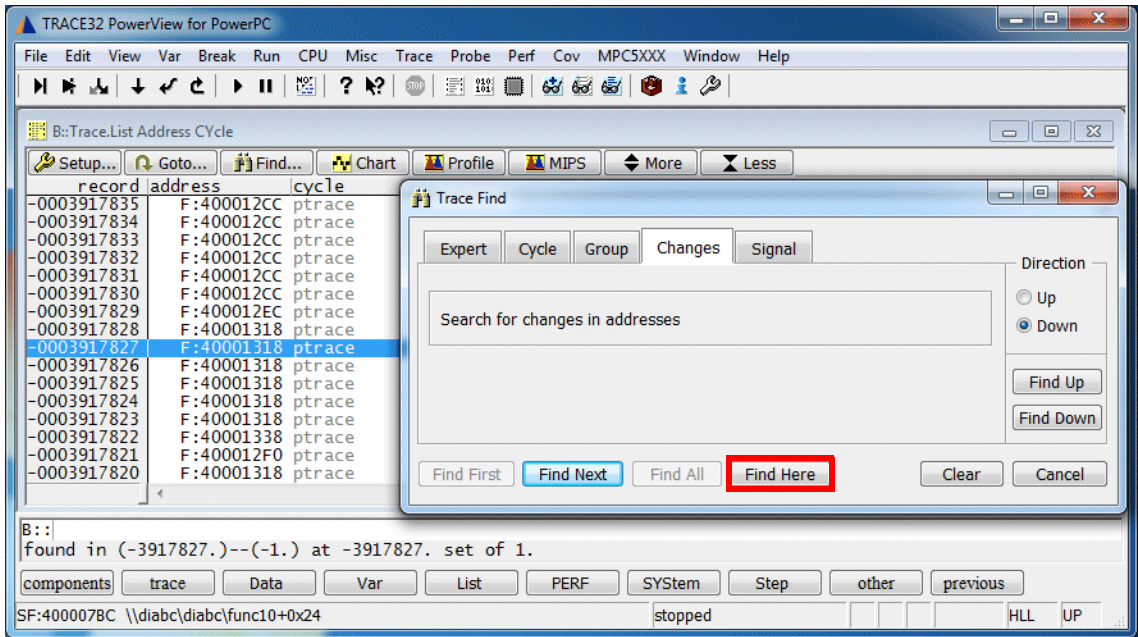 TRACE32 PowerView for PowerPC
File Edit View Var Break Run CPU Misc Trace Probe Perf Cov MPC5XXX Window Help
B::Trace.List Address CYcle
Setup... Goto... Find... Chart Profile MIPS More Less
record address cycle
-0003917835 F:400012CC ptrace
-0003917834 F:400012CC ptrace
-0003917833 F:400012CC ptrace
-0003917832 F:400012CC ptrace
-0003917831 F:400012CC ptrace
-0003917830 F:400012CC ptrace
-0003917829 F:400012EC ptrace
-0003917828 F:40001318 ptrace
-0003917827 F:40001318 ptrace
-0003917826 F:40001318 ptrace
-0003917825 F:40001318 ptrace
-0003917824 F:40001318 ptrace
-0003917823 F:40001318 ptrace
-0003917822 F:40001338 ptrace
-0003917821 F:400012F0 ptrace
-0003917820 F:40001318 ptrace
Trace Find
Expert Cycle Group Changes Signal
Search for changes in addresses
Direction
Up
Down
Find Up
Find Down
Find First Find Next Find All Find Here Clear Cancel
B::
found in (-3917827.)--(-1.) at -3917827. set of 1.
components trace Data Var List PERF SYStem Step other previous
SF:400007BC \\diabc\diabc\func10+0x24 stopped HLL UP